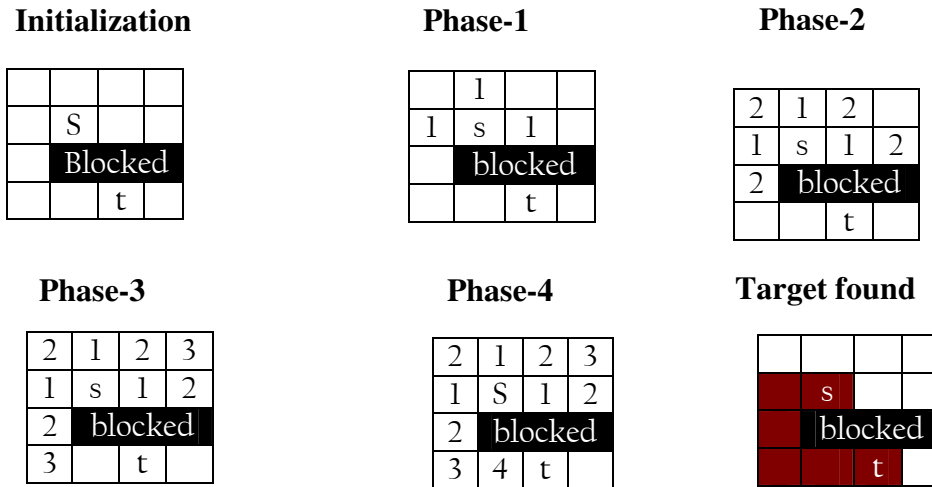 Initialization
Phase-1
Phase-2
S
Blocked
t
1
1 s 1
blocked
t
2 1 2
1 s 1 2
2 blocked
t
Phase-3
Phase-4
Target found
2 1 2 3
1 s 1 2
2 blocked
3 t
2 1 2 3
1 S 1 2
2 blocked
3 4 t
s
blocked
t